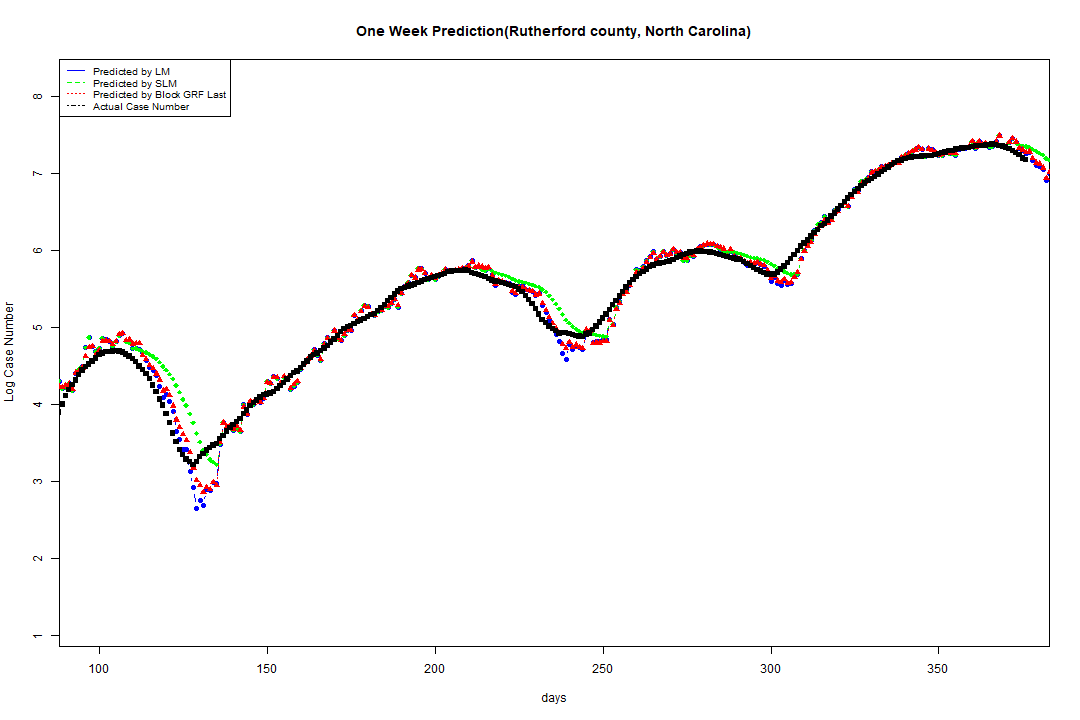 One Week Prediction(Rutherford county, North Carolina)
Predicted by LM
Predicted by SLM
Predicted by Block GRF Last
Actual Case Number
Log Case Number
8
7
6
5
4
3
2
1
100 150 200 250 300 350
days